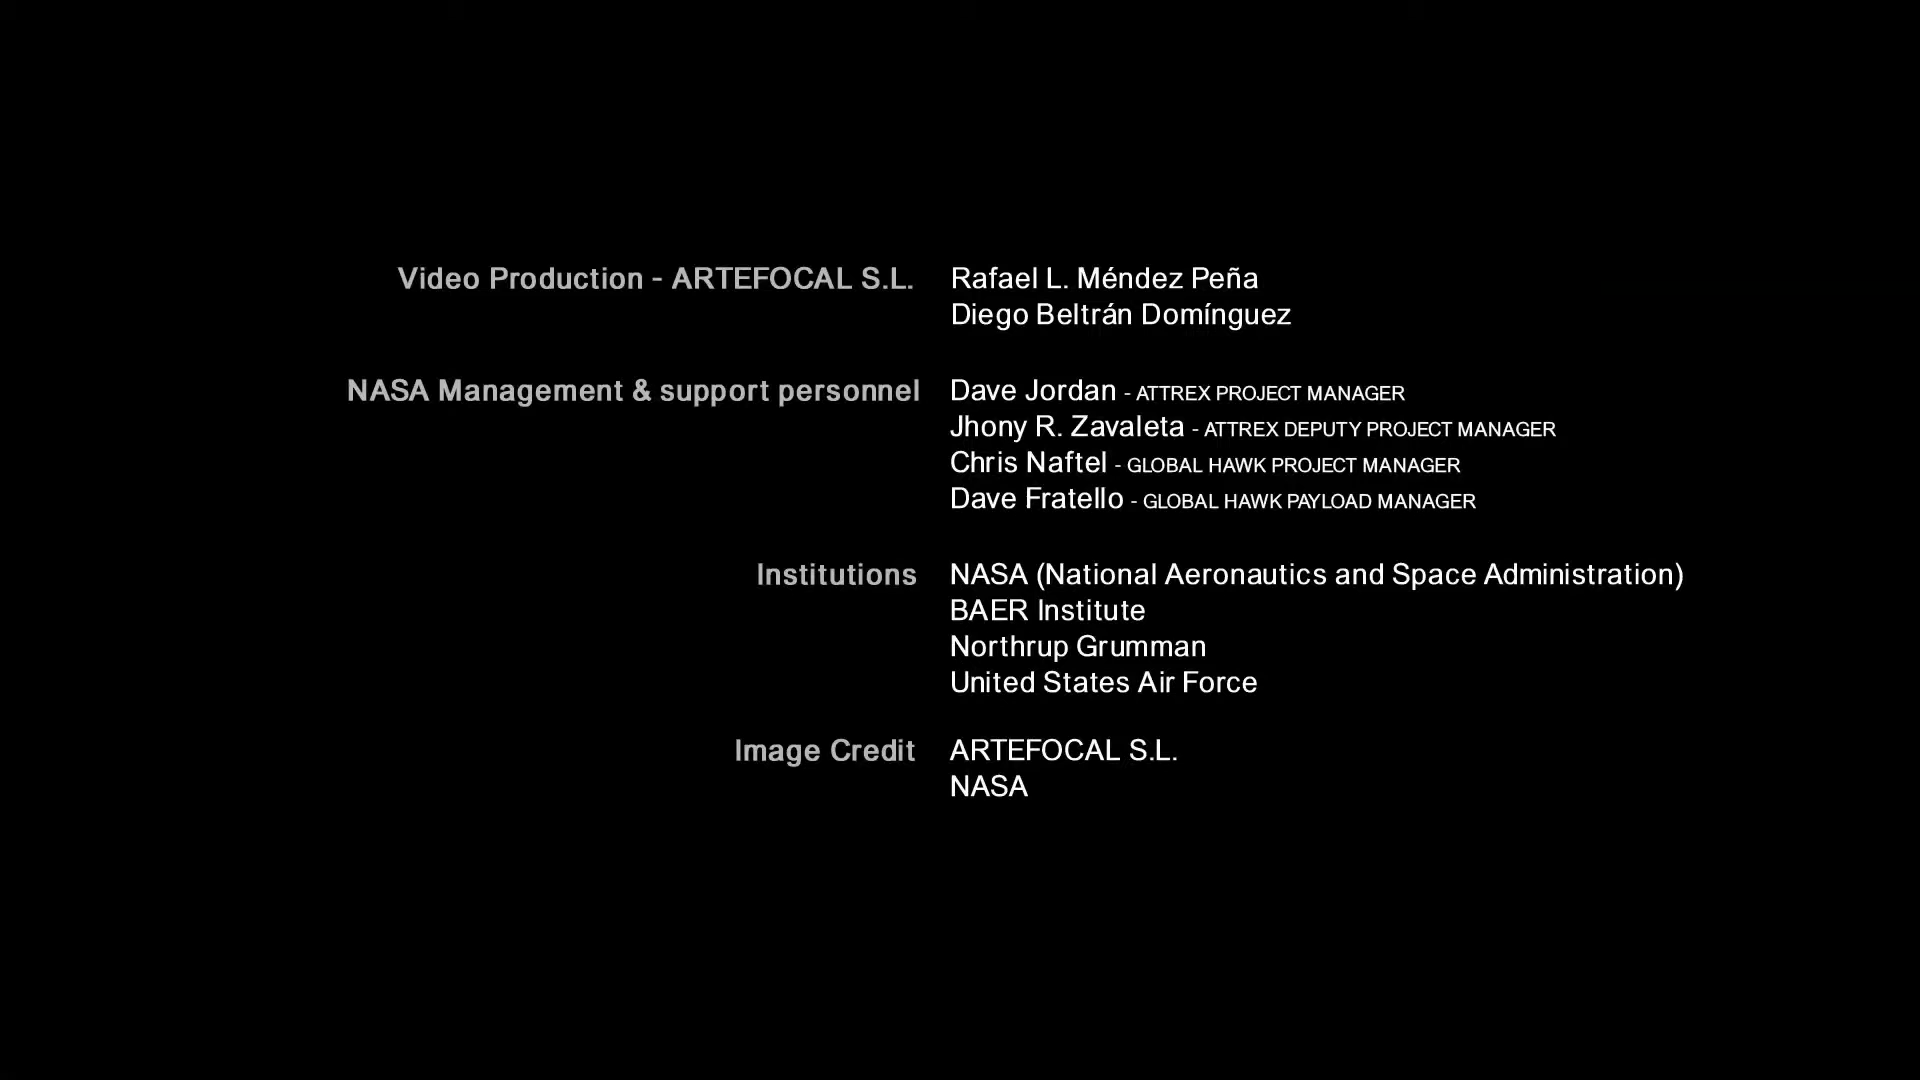 Video Production - ARTEFOCAL S.L. Rafael L. Méndez Peña
Diego Beltrán Domínguez
NASA Management & support personnel Dave Jordan - ATTREX PROJECT MANAGER
Jhony R. Zavaleta - ATTREX DEPUTY PROJECT MANAGER
Chris Naftel - GLOBAL HAWK PROJECT MANAGER
Dave Fratello - GLOBAL HAWK PAYLOAD MANAGER
Institutions NASA (National Aeronautics and Space Administration)
BAER Institute
Northrup Grumman
United States Air Force
Image Credit ARTEFOCAL S.L.
NASA